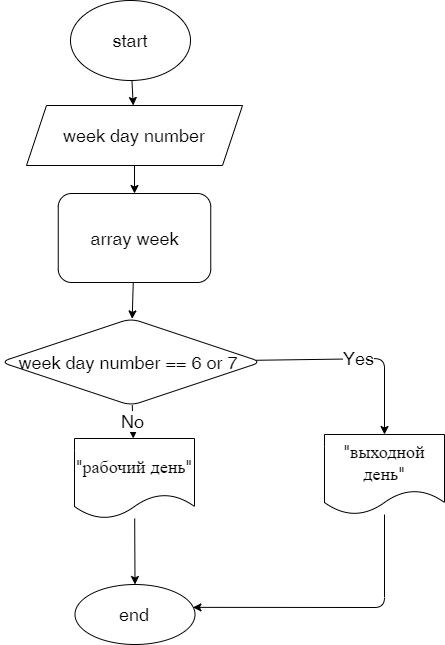 start
week day number
array week
week day number == 6 or 7
Yes
No
"рабочий день"
"выходной
день"
end